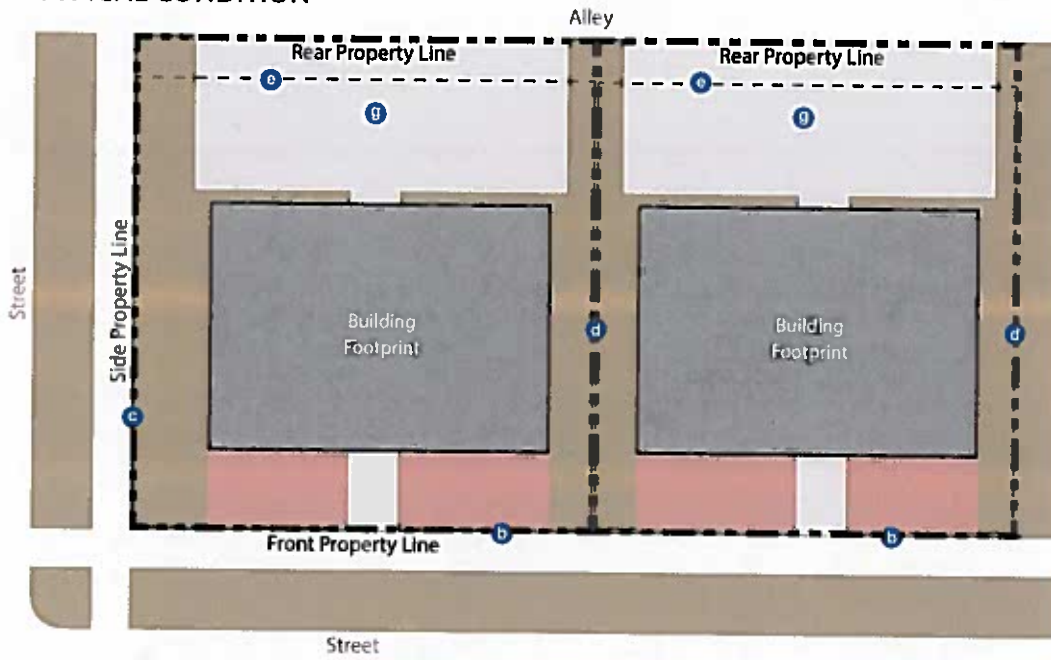 Alley
Rear Property Line
Rear Property Line
e
e
g
g
Side Property Line
Street
Building
Footprint
Building
Footprint
d
d
c
b
b
Front Property Line
Street